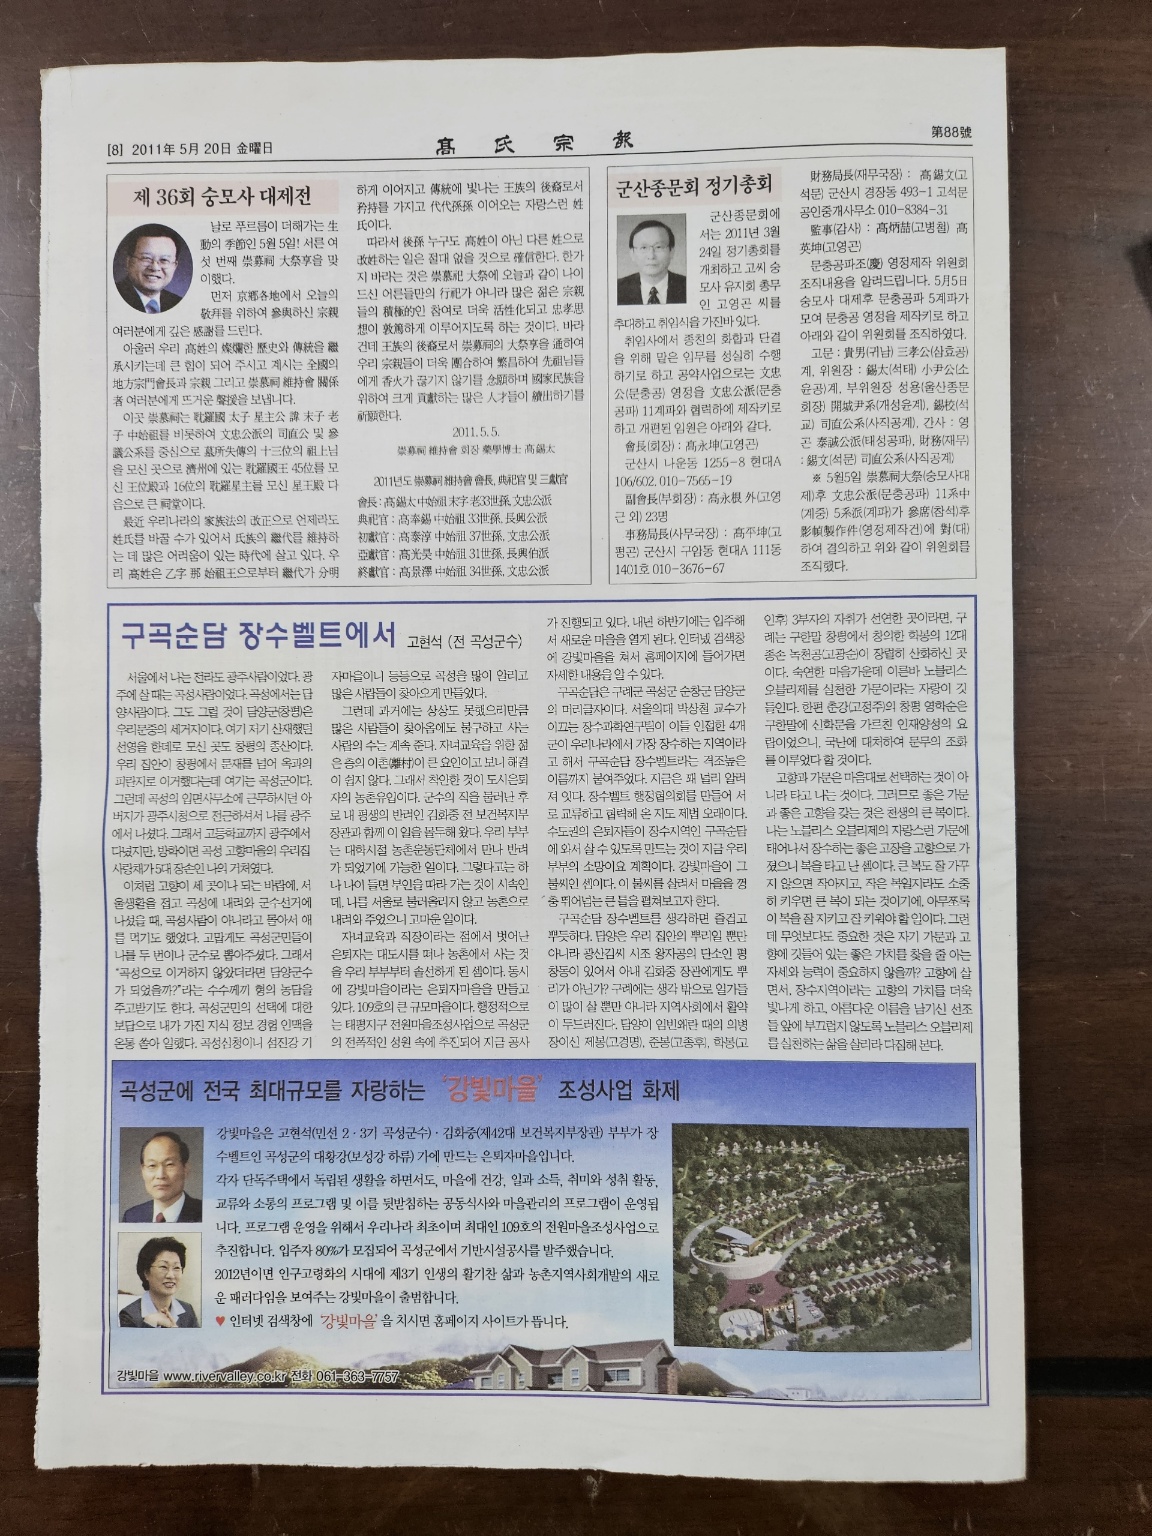 [8] 2011年 5月 20日 金曜日
髙 氏 宗 報
第88號
제 36회 숭모사 대제전
날로 푸르름이 더해가는 生
動의 季節인 5월 5일! 서른 여
섯 번째 崇慕祠 大祭享을 맞
이했다.
먼저 京鄕各地에서 오늘의
敬拜를 위하여 參與하신 宗親
여러분에게 깊은 感謝를 드린다.
아울러 우리 髙姓의 燦爛한 歷史와 傳統을 繼
承시키는데 큰 힘이 되어 주시고 계시는 全國의
地方宗門會長과 宗親 그리고 崇慕祠 維持會 關係
者 여러분에게 뜨거운 聲援을 보냅니다.
이곳 崇慕祠는 耽羅國 太子 星主公 諱 末子 老
子 中始祖를 비롯하여 文忠公派의 司直公 및 參
議公系를 중심으로 墓所失傳의 十三位의 祖上님
을 모신 곳으로 濟州에 있는 耽羅國王 45位를 모
신 王位殿과 16位의 耽羅星主를 모신 星王殿 다
음으로 큰 祠堂이다.
最近 우리나라의 家族法의 改正으로 언제라도
姓氏를 바꿀 수가 있어서 氏族의 繼代를 維持하
는 데 많은 어려움이 있는 時代에 살고 있다. 우
리 髙姓은 乙字 那 始祖王으로부터 繼代가 分明
하게 이어지고 傳統에 빛나는 王族의 後裔로서
矜持를 가지고 代代孫孫 이어오는 자랑스런 姓
氏이다.
따라서 後孫 누구도 髙姓이 아닌 다른 姓으로
改姓하는 일은 절대 없을 것으로 確信한다. 한가
지 바라는 것은 崇慕祀 大祭에 오늘과 같이 나이
드신 어른들만의 行祀가 아니라 많은 젊은 宗親
들의 積極的인 참여로 더욱 活性化되고 忠孝思
想이 敦篤하게 이루어지도록 하는 것이다. 바라
건데 王族의 後裔로서 崇慕祠의 大祭享을 通하여
우리 宗親들이 더욱 團合하여 繁昌하여 先祖님들
에게 香火가 끊기지 않기를 念願하며 國家民族을
위하여 크게 貢獻하는 많은 人才들이 續出하기를
祈願한다.
2011. 5. 5.
崇慕祠 維持會 會長 藥學博士 髙錫太
2011년도 崇慕祠 維持會 會長, 典祀官 및 三獻官
會長 : 髙錫太 中始祖 末字 老33世孫, 文忠公派
典祀官 : 髙奉錫 中始祖 33世孫, 長興公派
初獻官 : 髙泰淳 中始祖 37世孫, 文忠公派
亞獻官 : 髙光昊 中始祖 31世孫, 長興伯派
終獻官 : 髙景澤 中始祖 34世孫, 文忠公派
군산종문회 정기총회
군산종문회에
서는 2011년 3월
24일 정기총회를
개최하고 고씨 숭
모사 유지회 총무
인 고영곤 씨를
추대하고 취임식을 가진바 있다.
취임사에서 종친의 화합과 단결
을 위해 맡은 임무를 성실히 수행
하기로 하고 공약사업으로는 文忠
公(문충공) 영정을 文忠公派(문충
공파) 11계파와 협력하에 제작키로
하고 개편된 임원은 아래와 같다.
會長(회장) : 髙永坤(고영곤)
군산시 나운동 1255-8 현대A
106/602, 010-7565-19
副會長(부회장) : 髙永根 外(고영
근 외) 23명
事務局長(사무국장) : 髙平坤(고
평곤) 군산시 구암동 현대A 111동
1401호 010-3676-67
財務局長(재무국장) : 髙錫文(고
석문) 군산시 경장동 493-1 고석문
공인중개사무소 010-8384-31
監事(감사) : 髙炳喆(고병철) 髙
英坤(고영곤)
문충공파조(慶) 영정제작 위원회
조직내용을 알려드립니다. 5月5日
숭모사 대제후 문충공파 5계파가
모여 문충공 영정을 제작키로 하고
아래와 같이 위원회를 조직하였다.
고문 : 貴男(귀남) 三孝公(삼효공)
계, 위원장 : 錫太(석태) 小尹公(소
윤공)계, 부위원장 성용(울산종문
회장) 開城尹系(개성윤계), 錫校(석
교) 司直公系(사직공계), 간사 : 영
곤 泰誠公派(태성공파), 財務(재무)
: 錫文(석문) 司直公系(사직공계)
※ 5월5일 崇慕祠大祭(숭모사대
제)후 文忠公派(문충공파) 11系中
(계중) 5系派(계파)가 參席(참석)후
影幀製作件(영정제작건)에 對(대)
하여 결의하고 위와 같이 위원회를
조직했다.
구곡순담 장수벨트에서 고현석 (전 곡성군수)
서울에서 나는 전라도 광주사람이었다. 광
주에 살 때는 곡성사람이었다. 곡성에서는 담
양사람이다. 그도 그럴 것이 담양군(창평)은
우리문중의 세거지이다. 여기 저기 산재했던
선영을 한데로 모신 곳도 창평의 종산이다.
우리 집안이 창평에서 문재를 넘어 옥과의
피란지로 이거했다는데 여기는 곡성군이다.
그런데 곡성의 입면사무소에 근무하시던 아
버지가 광주시청으로 전근하셔서 나를 광주
에서 나셨다. 그래서 고등학교까지 광주에서
다녔지만, 방학이면 곡성 고향마을의 우리집
사랑채가 5대 장손인 나의 거처였다.
이처럼 고향이 세 곳이나 되는 바람에, 서
울생활을 접고 곡성에 내려와 군수선거에
나섰을 때, 곡성사람이 아니라고 몰아서 애
를 먹기도 했었다. 고맙게도 곡성군민들이
나를 두 번이나 군수로 뽑아주셨다. 그래서
“곡성으로 이거하지 않았더라면 담양군수
가 되었을까?”라는 수수께끼 형의 농담을
주고받기도 한다. 곡성군민의 선택에 대한
보답으로 내가 가진 지식 정보 경험 인맥을
온통 쏟아 일했다. 곡성심청이니 섬진강 기
차마을이니 등등으로 곡성을 많이 알리고
많은 사람들이 찾아오게 만들었다.
그런데 과거에는 상상도 못했으리만큼
많은 사람들이 찾아옴에도 불구하고 사는
사람의 수는 계속 준다. 자녀교육을 위한 젊
은 층의 이촌(離村)이 큰 요인이고 보니 해결
이 쉽지 않다. 그래서 착안한 것이 도시은퇴
자의 농촌유입이다. 군수의 직을 물러난 후
로 내 평생의 반려인 김화중 전 보건복지부
장관과 함께 이 일을 몰두해 왔다. 우리 부부
는 대학시절 농촌운동단체에서 만나 반려
가 되었기에 가능한 일이다. 그렇다고는 하
나 나이 들면 부인을 따라 가는 것이 시속인
데, 나를 서울로 불러올리지 않고 농촌으로
내려와 주었으니 고마운 일이다.
자녀교육과 직장이라는 점에서 벗어난
은퇴자는 대도시를 떠나 농촌에서 사는 것
을 우리 부부부터 솔선하게 된 셈이다. 동시
에 강빛마을이라는 은퇴자마을을 만들고
있다. 109호의 큰 규모마을이다. 행정적으로
는 태평지구 전원마을조성사업으로 곡성군
의 전폭적인 성원 속에 추진되어 지금 공사
가 진행되고 있다. 내년 하반기에는 입주해
서 새로운 마을을 열게 된다. 인터넷 검색창
에 강빛마을을 쳐서 홈페이지에 들어가면
자세한 내용을 알 수 있다.
구곡순담은 구례군 곡성군 순창군 담양군
의 머리글자이다. 서울의대 박상철 교수가
이끄는 장수과학연구팀이 이들 인접한 4개
군이 우리나라에서 가장 장수하는 지역이라
고 해서 구곡순담 장수벨트라는 격조높은
이름까지 붙여주었다. 지금은 꽤 널리 알려
져 있다. 장수벨트 행정협의회를 만들어 서
로 교류하고 협력해 온 지도 제법 오래이다.
수도권의 은퇴자들이 장수지역인 구곡순담
에 와서 살 수 있도록 만드는 것이 지금 우리
부부의 소망이요 계획이다. 강빛마을이 그
불씨인 셈이다. 이 불씨를 살려서 마을을 껑
충 뛰어넘는 큰 틀을 펼쳐보고자 한다.
구곡순담 장수벨트를 생각하면 즐겁고
뿌듯하다. 담양은 우리 집안의 뿌리일 뿐만
아니라 광산김씨 시조 왕자공의 탄소인 평
장동이 있어서 아내 김화중 장관에게도 뿌
리가 아닌가? 구례에는 생각 밖으로 일가들
이 많이 살 뿐만 아니라 지역사회에서 활약
이 두드러진다. 담양이 임빈왜란 때의 의병
장이신 제봉(고경명), 준봉(고종후), 학봉(고
인후) 3부자의 자취가 선연한 곳이라면, 구
례는 구한말 창평에서 창의한 학봉의 12대
종손 녹천공(고광순)이 장렬히 산화하신 곳
이다. 숙연한 마음가운데 이른바 노블리스
오블리제를 실천한 가문이라는 자랑이 깃
들인다. 한편 춘강(고정주)의 창평 영학숙은
구한말에 신학문을 가르친 인재양성의 요
람이었으니, 국난에 대처하여 문무의 조화
를 이루었다 할 것이다.
고향과 가문은 마음대로 선택하는 것이 아
니라 타고 나는 것이다. 그러므로 좋은 가문
과 좋은 고향을 갖는 것은 천생의 큰 복이다.
나는 노블리스 오블리제의 자랑스런 가문에
태어나서 장수하는 좋은 고장을 고향으로 가
졌으니 복을 타고 난 셈이다. 큰 복도 잘 가꾸
지 않으면 작아지고, 작은 복일지라도 소중
히 키우면 큰 복이 되는 것이기에, 아무쪼록
이 복을 잘 지키고 잘 키워야 할 일이다. 그런
데 무엇보다도 중요한 것은 자기 가문과 고
향에 깃들어 있는 좋은 가치를 찾을 줄 아는
자세와 능력이 중요하지 않을까? 고향에 살
면서, 장수지역이라는 고향의 가치를 더욱
빛나게 하고, 아름다운 이름을 남기신 선조
들 앞에 부끄럽지 않도록 노블리스 오블리제
를 실천하는 삶을 살리라 다짐해 본다.
곡성군에 전국 최대규모를 자랑하는 ‘강빛마을’ 조성사업 화제
강빛마을은 고현석(민선 2·3기 곡성군수)·김화중(제42대 보건복지부장관) 부부가 장
수벨트인 곡성군의 대황강(보성강 하류) 가에 만드는 은퇴자마을입니다.
각자 단독주택에서 독립된 생활을 하면서도, 마을에 건강, 일과 소득, 취미와 성취 활동,
교류와 소통의 프로그램 및 이를 뒷받침하는 공동식사와 마을관리의 프로그램이 운영됩
니다. 프로그램 운영을 위해서 우리나라 최초이며 최대인 109호의 전원마을조성사업으로
추진합니다. 입주자 80%가 모집되어 곡성군에서 기반시설공사를 발주했습니다.
2012년이면 인구고령화의 시대에 제3기 인생의 활기찬 삶과 농촌지역사회개발의 새로
운 패러다임을 보여주는 강빛마을이 출범합니다.
♥ 인터넷 검색창에 ‘강빛마을’ 을 치시면 홈페이지 사이트가 뜹니다.
강빛마을 www.rivervalley.co.kr 전화 061-363-7757